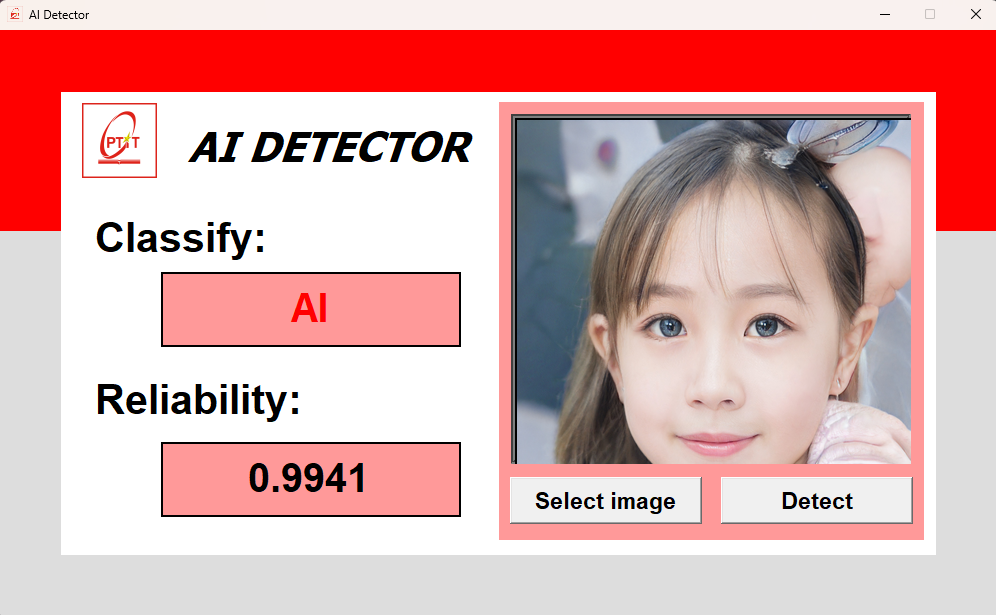 AI Detector
PTIT
AI DETECTOR
Classify:
AI
Reliability:
0.9941
Select image
Detect